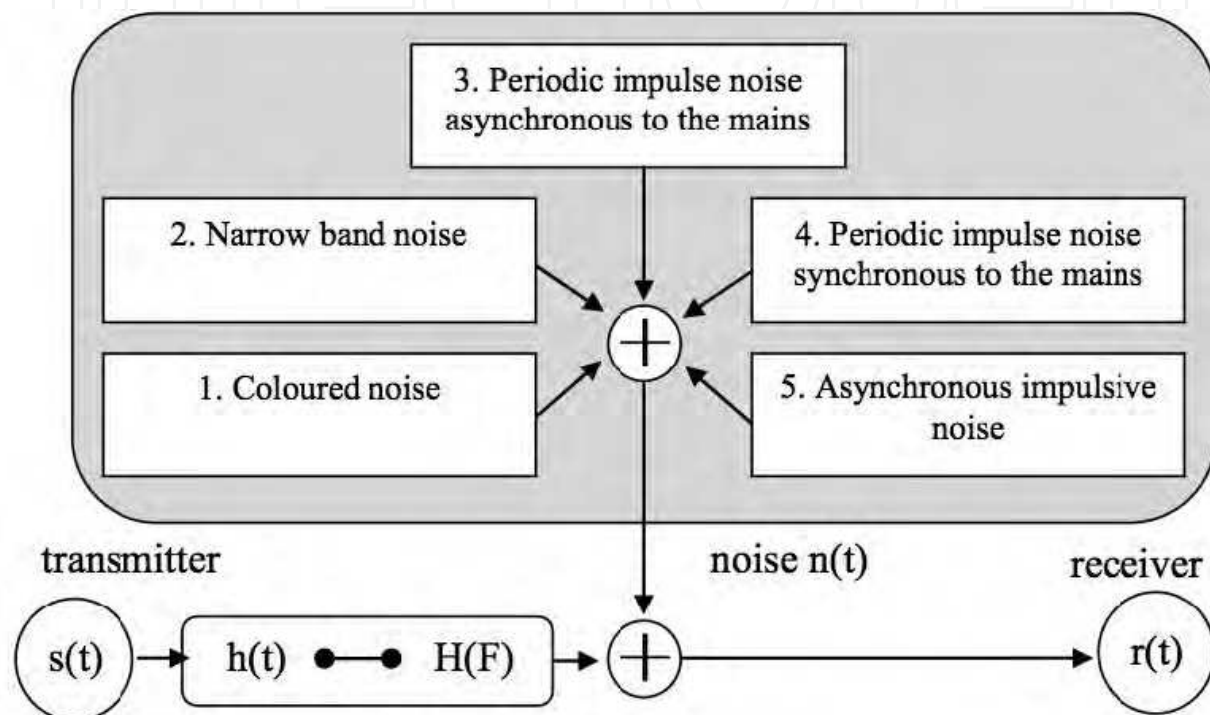 3. Periodic impulse noise
asynchronous to the mains
2. Narrow band noise
4. Periodic impulse noise
synchronous to the mains
1. Coloured noise
5. Asynchronous impulsive
noise
transmitter
noise n(t)
receiver
s(t)
h(t)
H(F)
r(t)